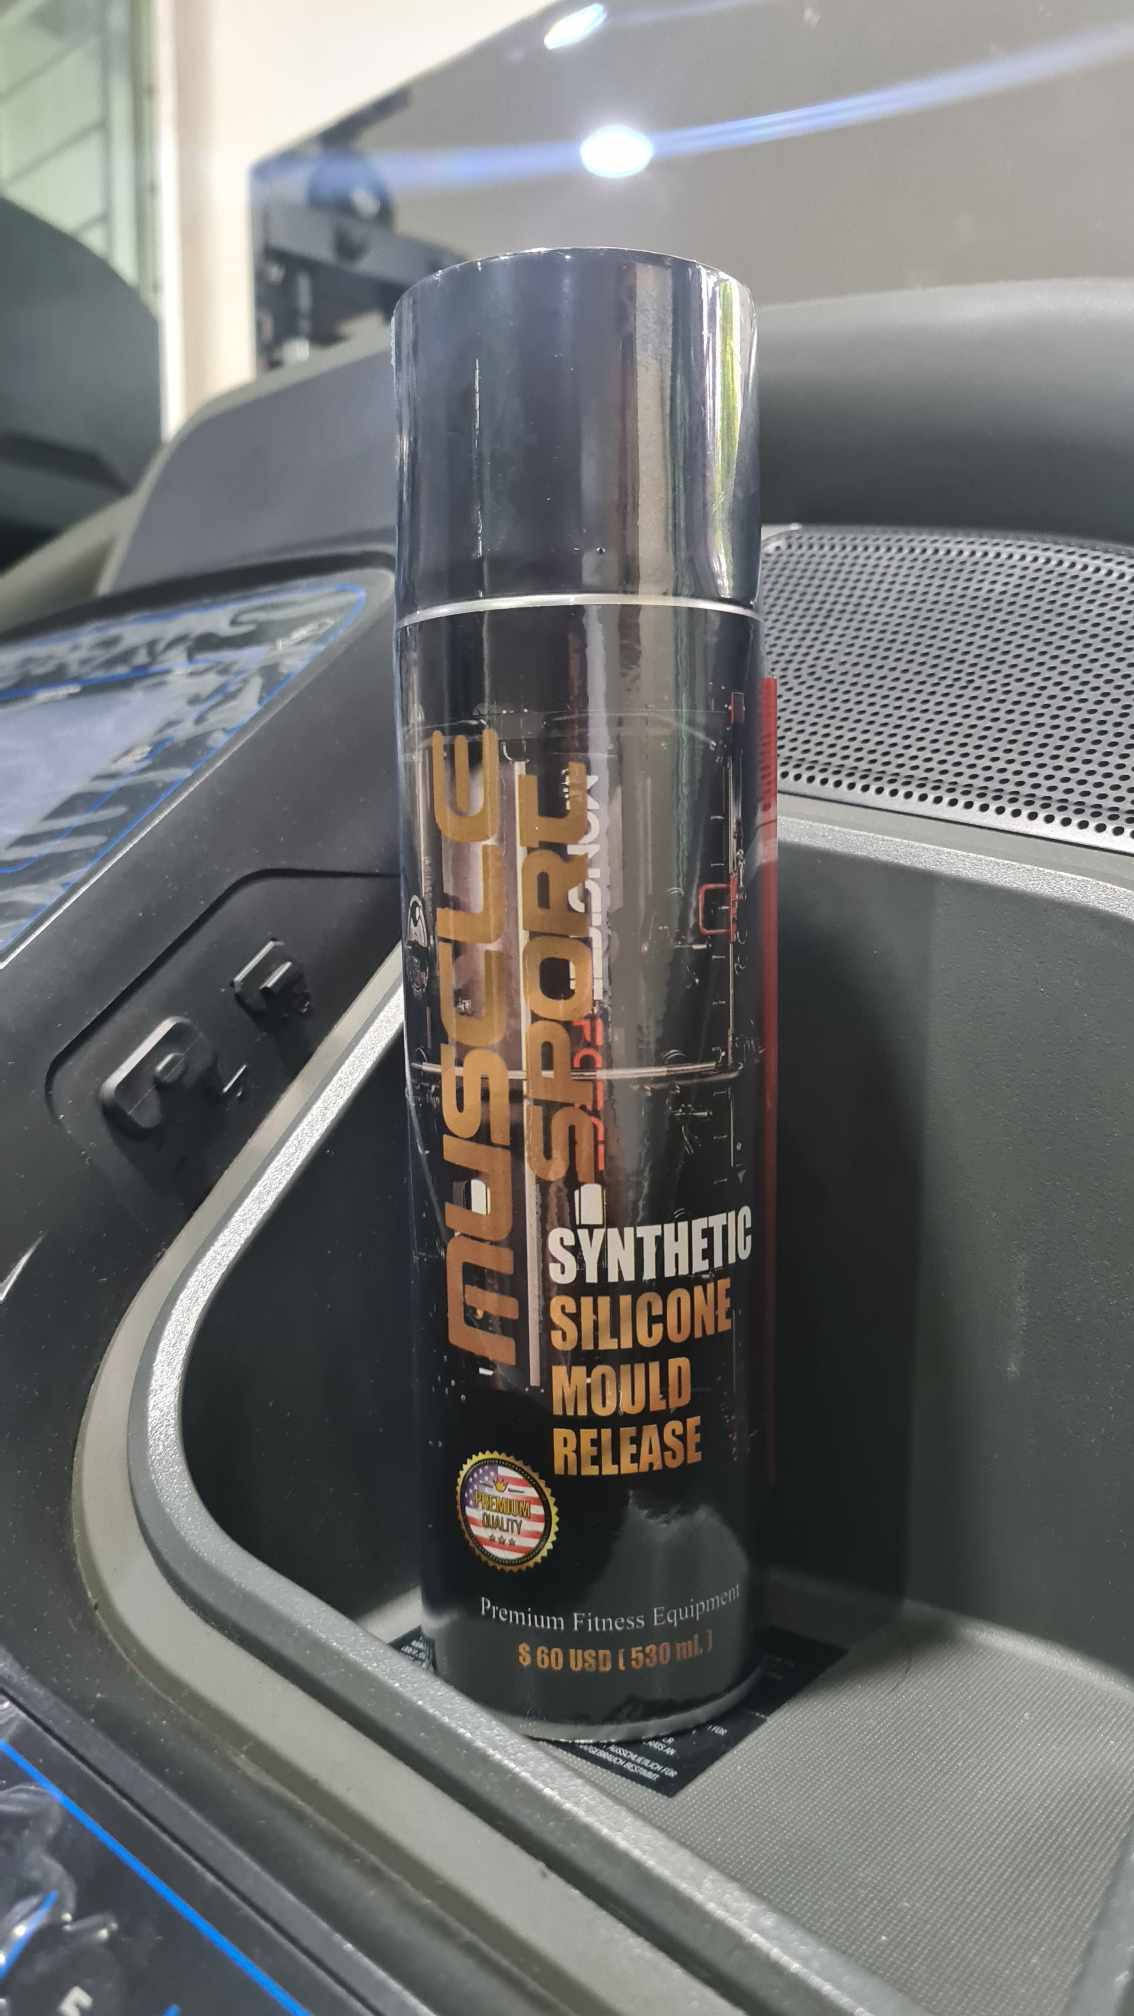 MUSCLE
SPORT
SYNTHETIC
SILICONE
MOULD
RELEASE
PREMIUM
QUALITY
Premium Fitness Equipment
$ 60 USD ( 530 ml. )